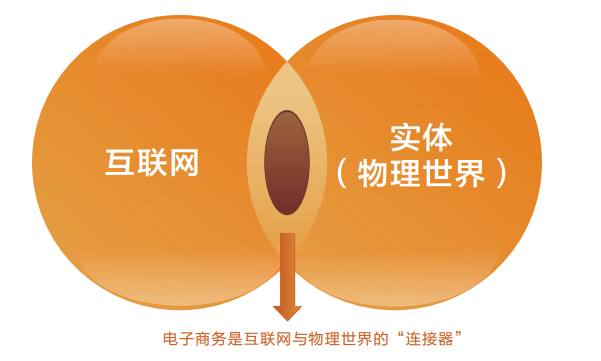 互联网
实体
（物理世界）
电子商务是互联网与物理世界的“连接器”